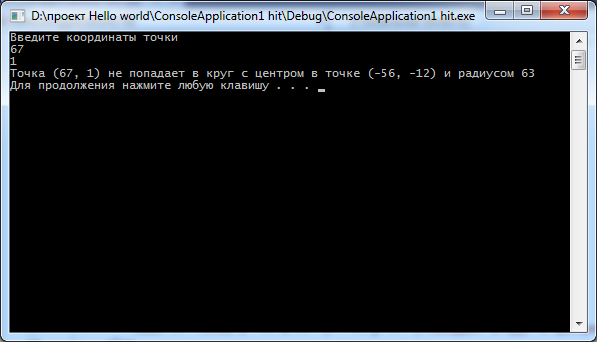 D:\проект Hello world\ConsoleApplication1 hit\Debug\ConsoleApplication1 hit.exe
Введите координаты точки
67
1
Точка (67, 1) не попадает в круг с центром в точке (-56, -12) и радиусом 63
Для продолжения нажмите любую клавишу . . .